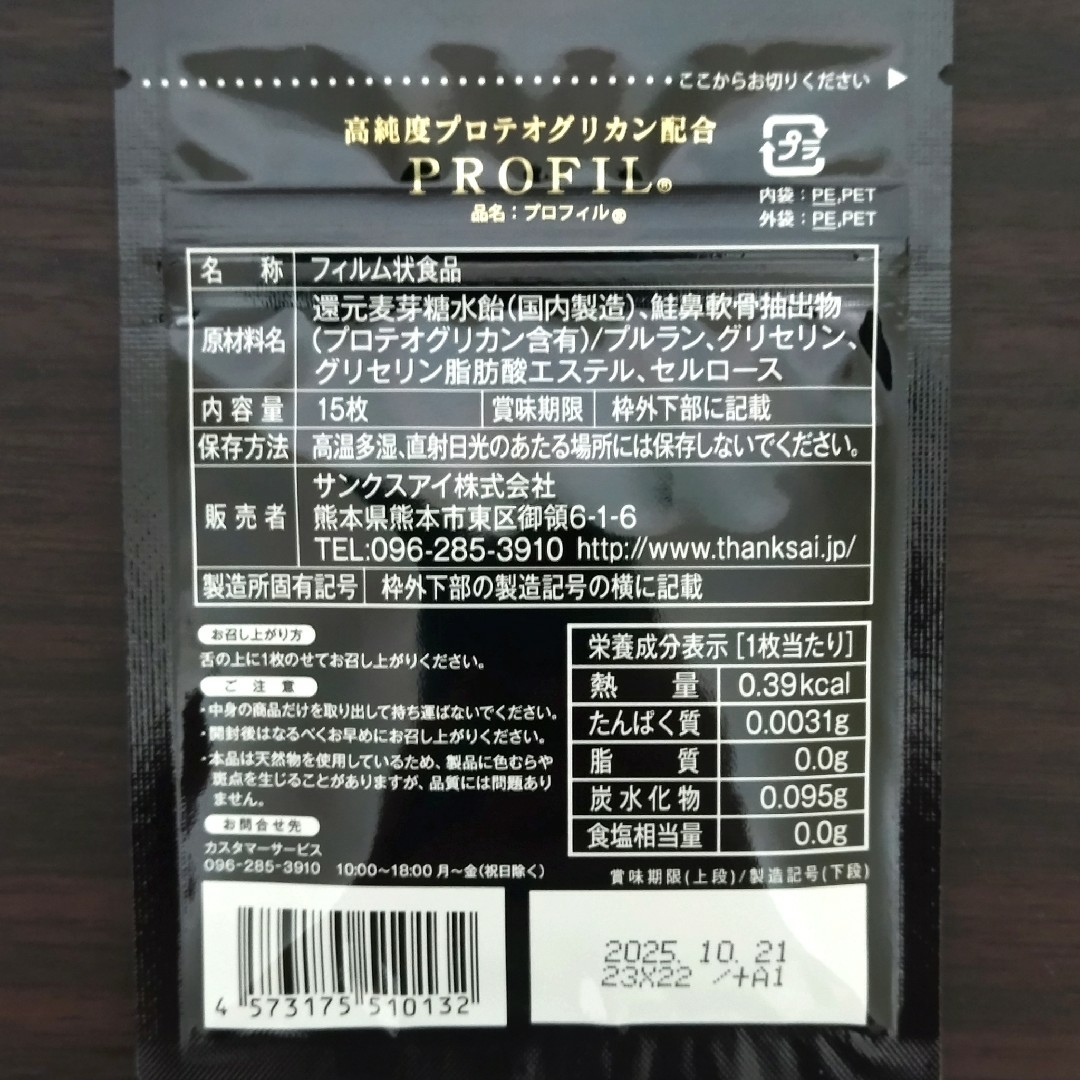 ここからお切りください
高純度プロテオグリカン配合
PROFIL®
品名：プロフィル®
プラ
内袋：PE,PET
外袋：PE,PET
名 称 フィルム状食品
原材料名 還元麦芽糖水飴(国内製造)、鮭鼻軟骨抽出物
(プロテオグリカン含有)/プルラン、グリセリン、
グリセリン脂肪酸エステル、セルロース
内容量 15枚 賞味期限 枠外下部に記載
保存方法 高温多湿、直射日光のあたる場所には保存しないでください。
販売者 サンクスアイ株式会社
熊本県熊本市東区御領6-1-6
TEL:096-285-3910 http://www.thanksai.jp/
製造所固有記号 枠外下部の製造記号の横に記載
お召し上がり方
舌の上に1枚のせてお召し上がりください。
ご注意
・中身の商品だけを取り出して持ち運ばないでください。
・開封後はなるべくお早めにお召し上がりください。
・本品は天然物を使用しているため、製品に色むらや
斑点を生じることがありますが、品質には問題あり
ません。
お問合せ先
カスタマーサービス
096-285-3910 10:00〜18:00 月〜金(祝日除く)
栄養成分表示［1枚当たり］
熱 量 0.39kcal
たんぱく質 0.0031g
脂 質 0.0g
炭水化物 0.095g
食塩相当量 0.0g
賞味期限(上段)/製造記号(下段)
4 573175 510132
2025. 10. 21
23X22 /+A1